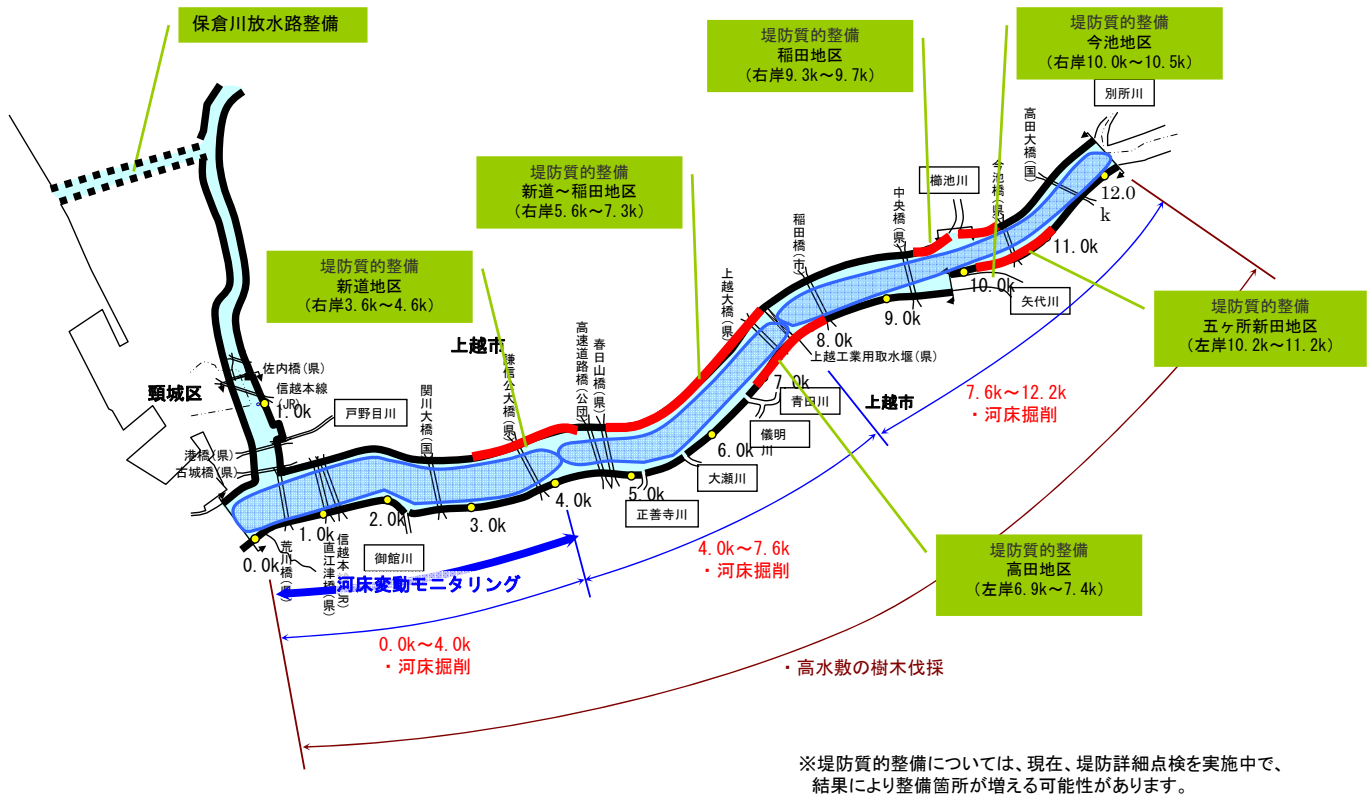 保倉川放水路整備
堤防質的整備
稲田地区
(右岸9.3k～9.7k)
堤防質的整備
今池地区
(右岸10.0k～10.5k)
別所川
高田大橋(国)
12.0
k
堤防質的整備
新道～稲田地区
(右岸5.6k～7.3k)
櫛池川
今池橋(県)
中央橋(県)
稲田橋(市)
上越大橋(県)
11.0k
10.0k
矢代川
9.0k
8.0k
上越工業用取水堰(県)
堤防質的整備
五ヶ所新田地区
(左岸10.2k～11.2k)
堤防質的整備
新道地区
(右岸3.6k～4.6k)
上越市
高速道路橋(公団)
春日山橋(県)
謙信公大橋(県)
関川大橋(国)
7.0k
青田川
上越市
7.6k～12.2k
・河床掘削
佐内橋(県)
信越本線
(JR)
1.0k
頸城区
戸野目川
港橋(県)
古城橋(県)
儀明
川
6.0k
大瀬川
5.0k
正善寺川
4.0k
3.0k
2.0k
御館川
1.0k
0.0k
荒川橋(県)
直江津橋(県)
信越本線(JR)
河床変動モニタリング
4.0k～7.6k
・河床掘削
堤防質的整備
高田地区
(左岸6.9k～7.4k)
0.0k～4.0k
・河床掘削
・高水敷の樹木伐採
※堤防質的整備については、現在、堤防詳細点検を実施中で、
結果により整備箇所が増える可能性があります。